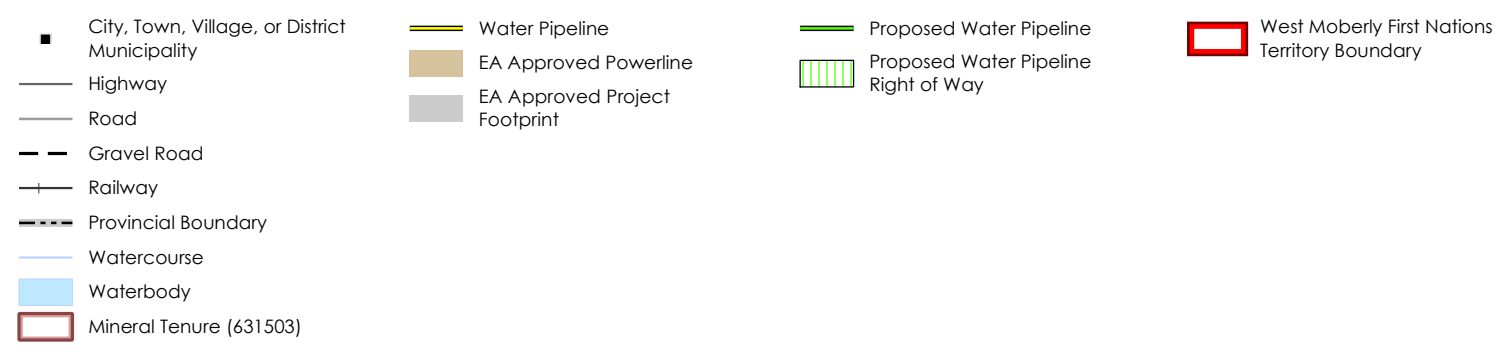 City, Town, Village, or District
Municipality
Highway
Road
Gravel Road
Railway
Provincial Boundary
Watercourse
Waterbody
Mineral Tenure (631503)
Water Pipeline
EA Approved Powerline
EA Approved Project
Footprint
Proposed Water Pipeline
Proposed Water Pipeline
Right of Way
West Moberly First Nations
Territory Boundary